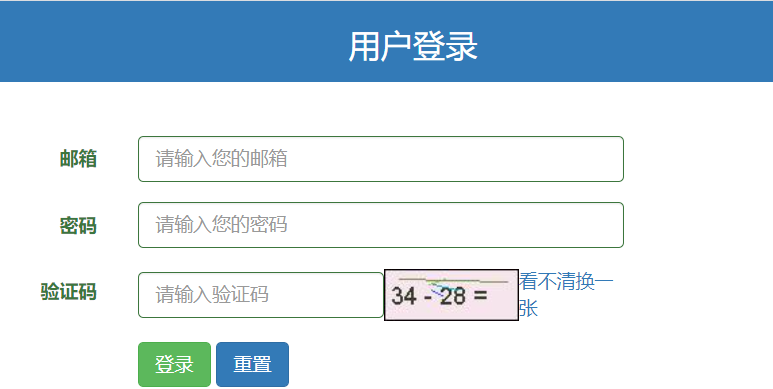 用户登录
邮箱
请输入您的邮箱
密码
请输入您的密码
验证码
请输入验证码
34 - 28 =
看不清换一
张
登录
重置